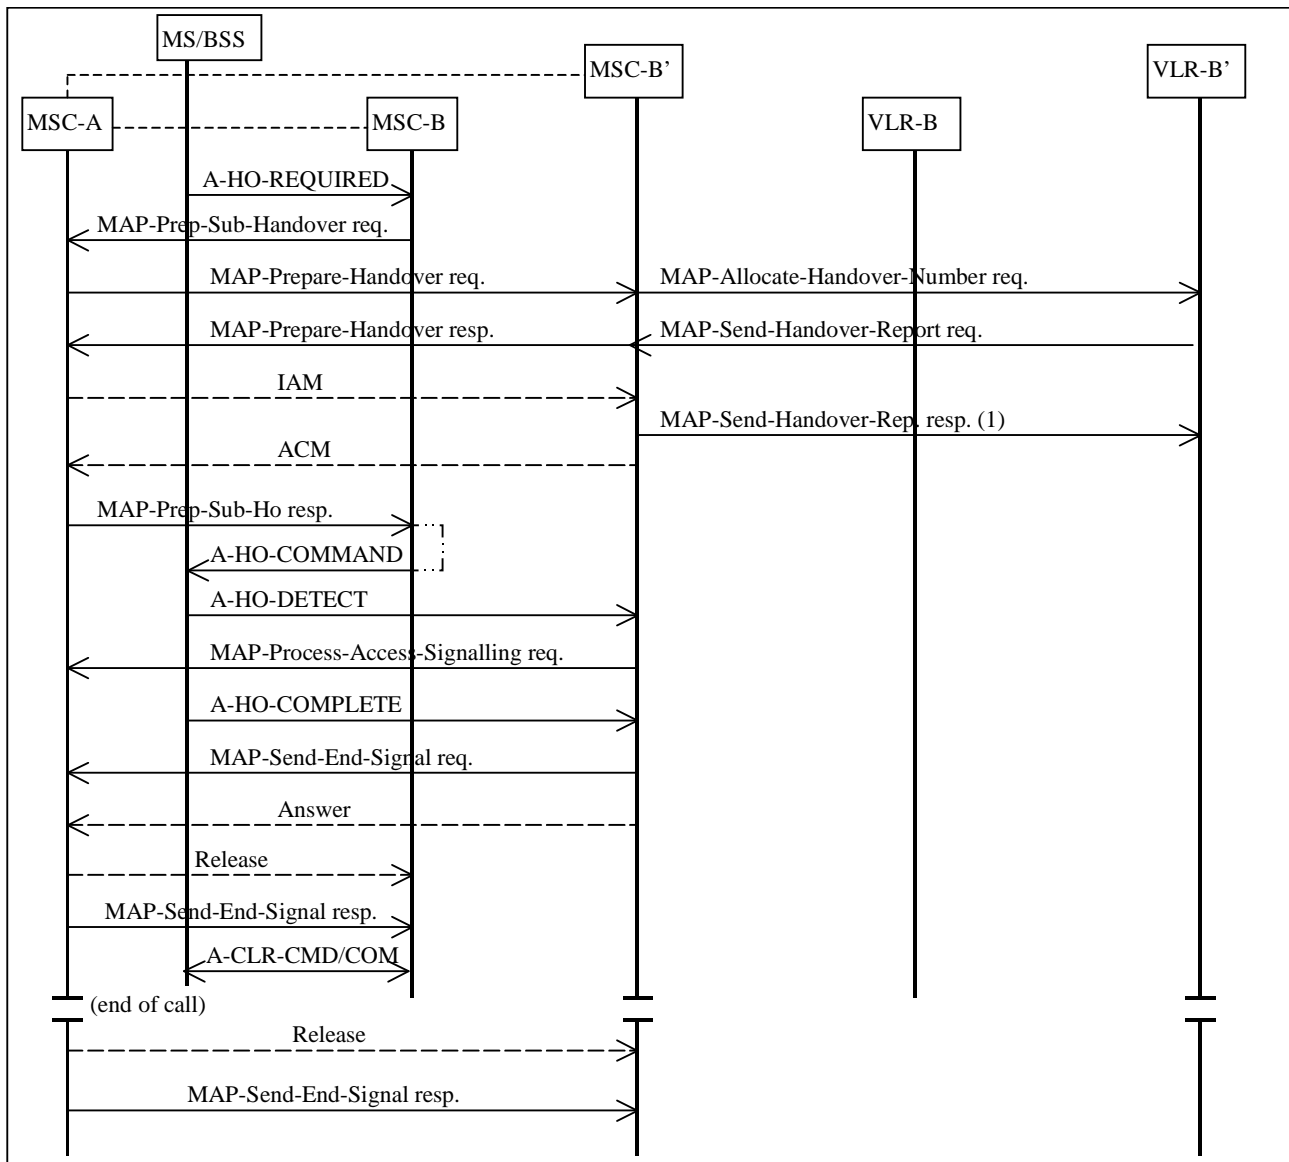 MS/BSS
MSC-B’
VLR-B’
MSC-A
MSC-B
VLR-B
A-HO-REQUIRED
MAP-Prep-Sub-Handover req.
MAP-Prepare-Handover req.
MAP-Allocate-Handover-Number req.
MAP-Prepare-Handover resp.
MAP-Send-Handover-Report req.
IAM
MAP-Send-Handover-Rep. resp. (1)
ACM
MAP-Prep-Sub-Ho resp.
A-HO-COMMAND
A-HO-DETECT
MAP-Process-Access-Signalling req.
A-HO-COMPLETE
MAP-Send-End-Signal req.
Answer
Release
MAP-Send-End-Signal resp.
A-CLR-CMD/COM
(end of call)
Release
MAP-Send-End-Signal resp.